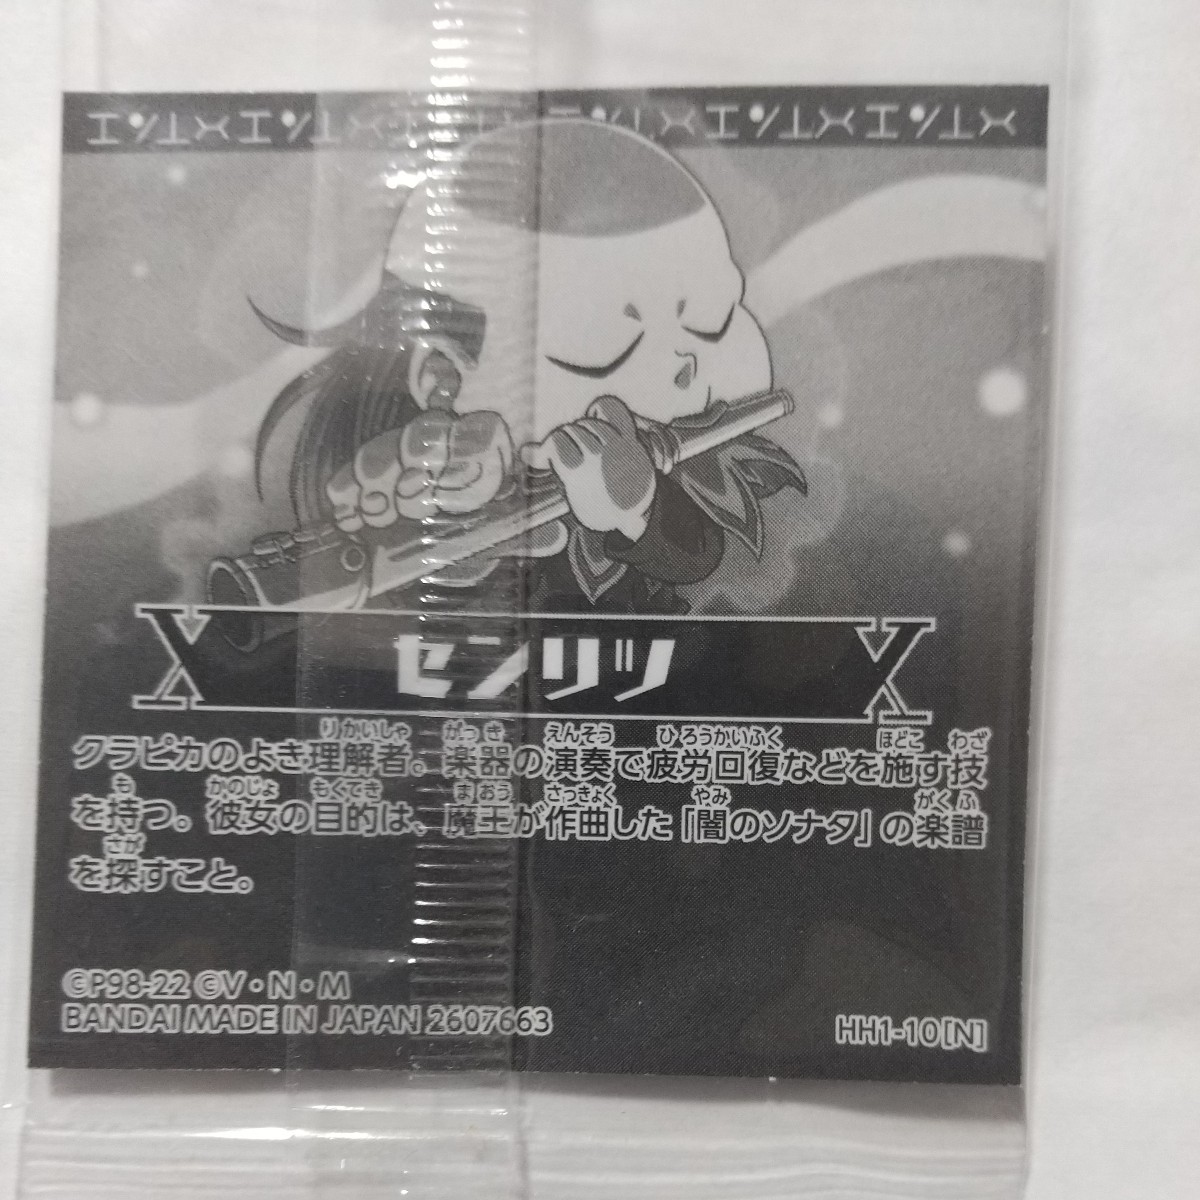 センリツ
クラピカのよき理解者。楽器の演奏で疲労回復などを施す技
を持つ。彼女の目的は、魔王が作曲した「闇のソナタ」の楽譜
を探すこと。
©P98-22 ©V・N・M
BANDAI MADE IN JAPAN 2607663
HH1-10[N]